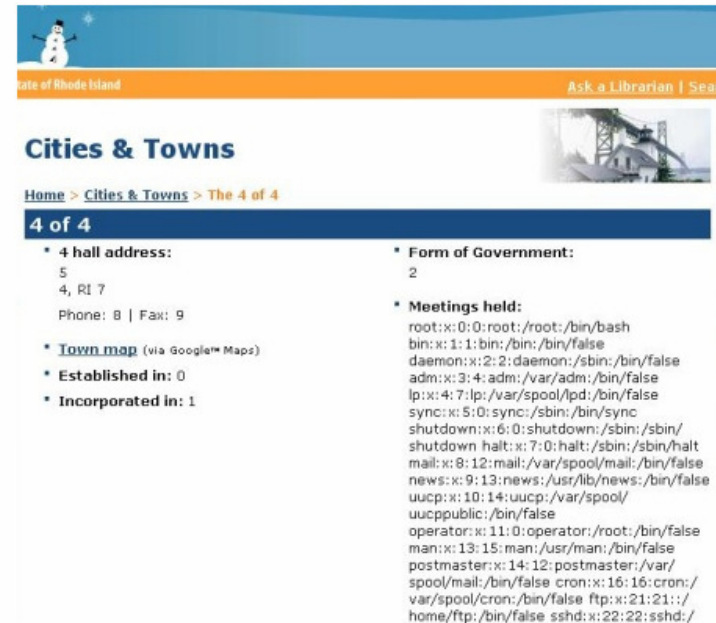 tate of Rhode Island
Ask a Librarian | Sea
Cities & Towns
Home > Cities & Towns > The 4 of 4
4 of 4
4 hall address:
5
4, RI 7
Phone: 8 | Fax: 9
Town map (via Google™ Maps)
Established in: 0
Incorporated in: 1
Form of Government:
2
Meetings held:
root:x:0:0:root:/root:/bin/bash
bin:x:1:1:bin:/bin:/bin/false
daemon:x:2:2:daemon:/sbin:/bin/false
adm:x:3:4:adm:/var/adm:/bin/false
lp:x:4:7:lp:/var/spool/lpd:/bin/false
sync:x:5:0:sync:/sbin:/bin/sync
shutdown:x:6:0:shutdown:/sbin:/sbin/
shutdown halt:x:7:0:halt:/sbin:/sbin/halt
mail:x:8:12:mail:/var/spool/mail:/bin/false
news:x:9:13:news:/usr/lib/news:/bin/false
uucp:x:10:14:uucp:/var/spool/
uucppublic:/bin/false
operator:x:11:0:operator:/root:/bin/false
man:x:13:15:man:/usr/man:/bin/false
postmaster:x:14:12:postmaster:/var/
spool/mail:/bin/false cron:x:16:16:cron:/
var/spool/cron:/bin/false ftp:x:21:21::/
home/ftp:/bin/false sshd:x:22:22:sshd:/